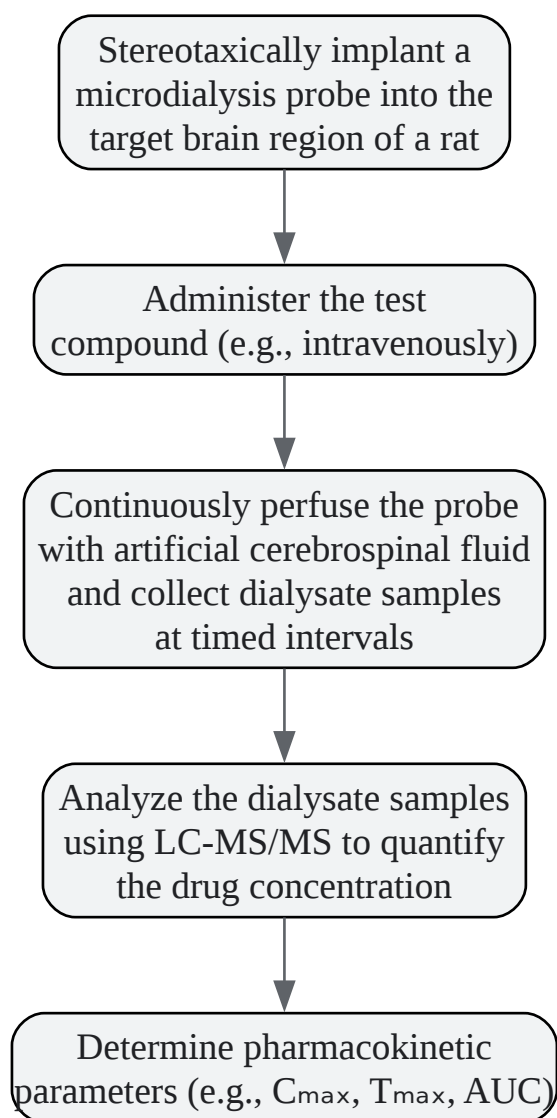 Stereotaxically implant a
microdialysis probe into the
target brain region of a rat
Administer the test
compound (e.g., intravenously)
Continuously perfuse the probe
with artificial cerebrospinal fluid
and collect dialysate samples
at timed intervals
Analyze the dialysate samples
using LC-MS/MS to quantify
the drug concentration
Determine pharmacokinetic
parameters (e.g., Cₘₐₓ, Tₘₐₓ, AUC)